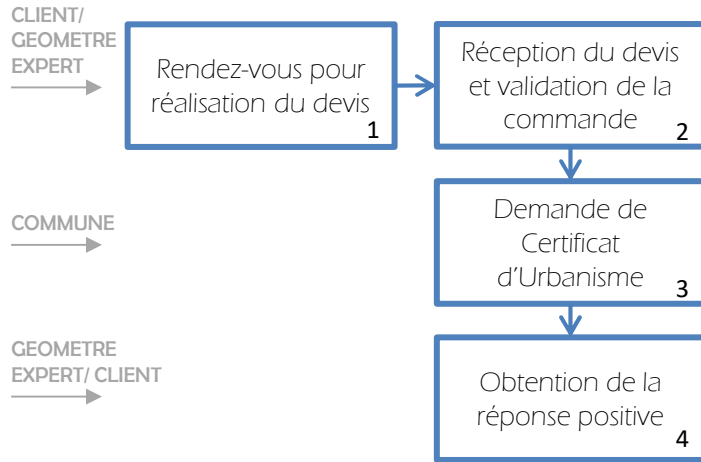 CLIENT/
GEOMETRE
EXPERT
Rendez-vous pour
réalisation du devis
1
Réception du devis
et validation de la
commande
2
COMMUNE
Demande de
Certificat
d'Urbanisme
3
GEOMETRE
EXPERT/ CLIENT
Obtention de la
réponse positive
4